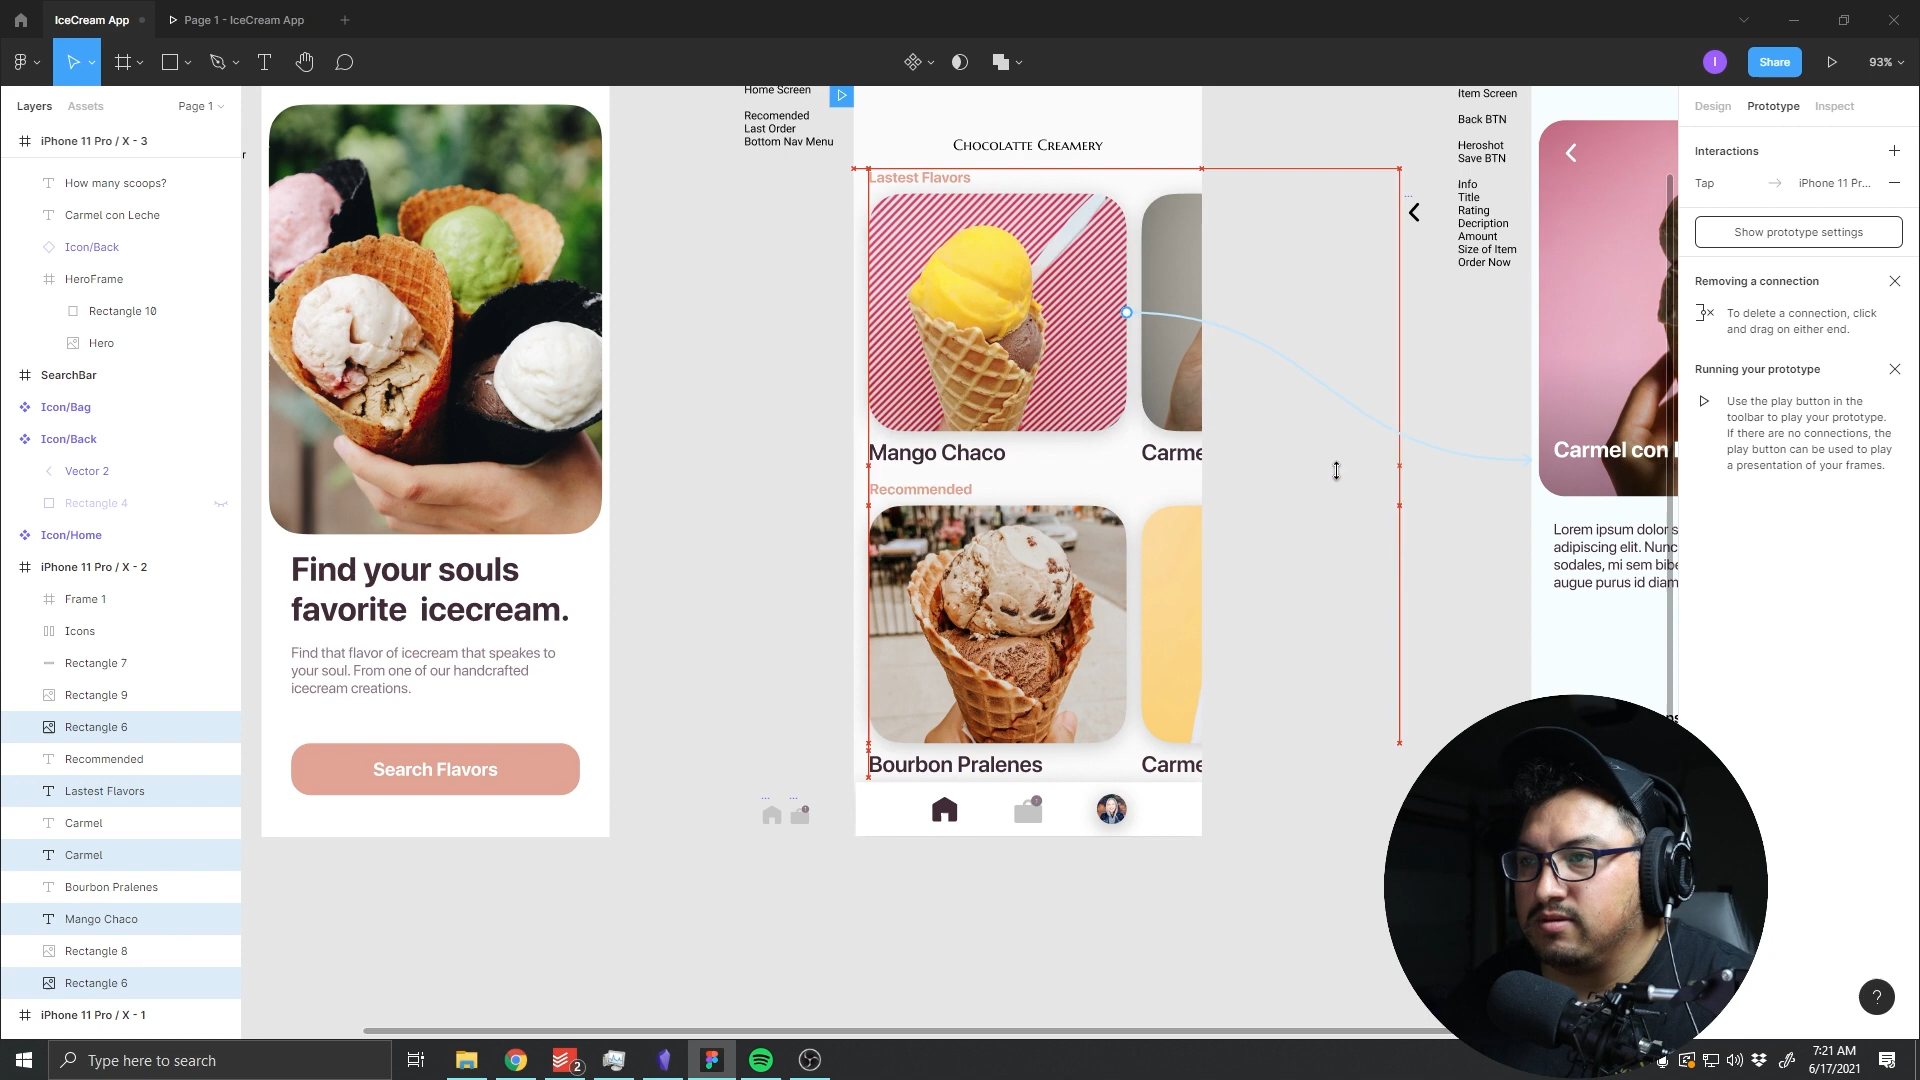 IceCream App
Page 1 - IceCream App
Share
93%
Layers
Assets
Page 1
iPhone 11 Pro / X - 3
How many scoops?
Carmel con Leche
Icon/Back
HeroFrame
Rectangle 10
Hero
SearchBar
Icon/Bag
Icon/Back
Vector 2
Rectangle 4
Icon/Home
iPhone 11 Pro / X - 2
Frame 1
Icons
Rectangle 7
Rectangle 9
Rectangle 6
Recommended
Lastest Flavors
Carmel
Carmel
Bourbon Pralenes
Mango Chaco
Rectangle 8
Rectangle 6
iPhone 11 Pro / X - 1
Find your souls
favorite icecream.
Find that flavor of icecream that speakes to
your soul. From one of our handcrafted
icecream creations.
Search Flavors
Home Screen
Recomended
Last Order
Bottom Nav Menu
Chocolatte Creamery
Lastest Flavors
Mango Chaco
Carme
Recommended
Bourbon Pralenes
Carme
Item Screen
Back BTN
Heroshot
Save BTN
Info
Title
Rating
Decription
Amount
Size of Item
Order Now
Carmel con
Lorem ipsum dolor s
adipiscing elit. Nunc
sodales, mi sem bibe
augue purus id diam
Design
Prototype
Inspect
Interactions
Tap
iPhone 11 Pr...
Show prototype settings
Removing a connection
To delete a connection, click
and drag on either end.
Running your prototype
Use the play button in the
toolbar to play your prototype.
If there are no connections, the
play button can be used to play
a presentation of your frames.
?
Type here to search
2
7:21 AM
6/17/2021